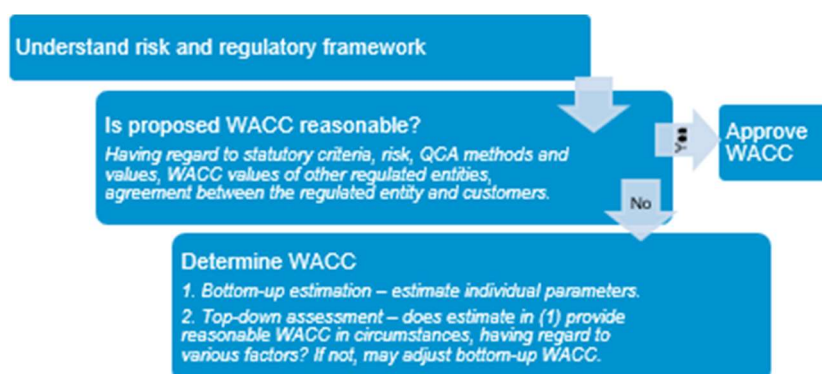 Understand risk and regulatory framework
Is proposed WACC reasonable?
Having regard to statutory criteria, risk, QCA methods and
values, WACC values of other regulated entities,
agreement between the regulated entity and customers.
Yes
Approve
WACC
No
Determine WACC
1. Bottom-up estimation – estimate individual parameters.
2. Top-down assessment – does estimate in (1) provide
reasonable WACC in circumstances, having regard to
various factors? If not, may adjust bottom-up WACC.